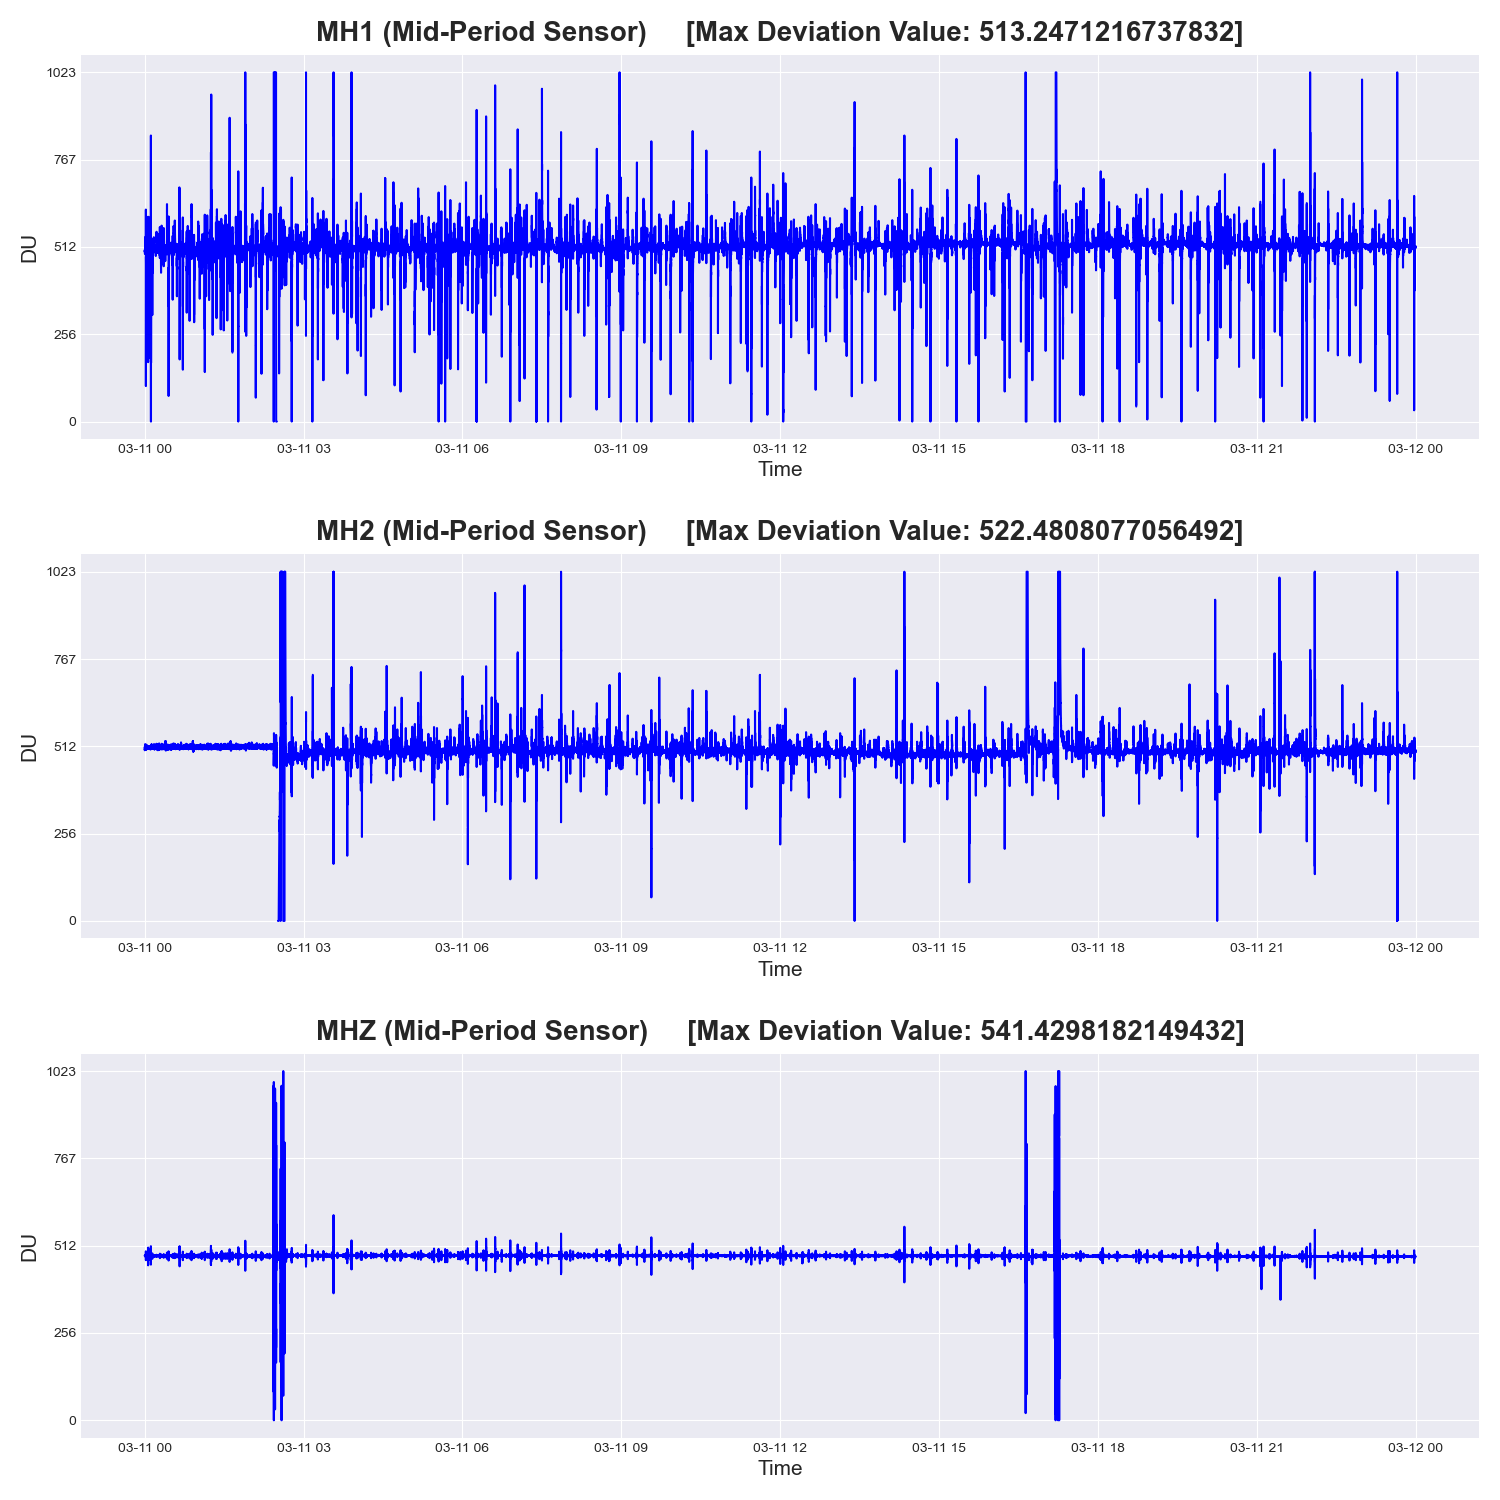 MH1 (Mid-Period Sensor) [Max Deviation Value: 513.2471216737832]
1023
767
512
256
0
DU
03-11 00 03-11 03 03-11 06 03-11 09 03-11 12 03-11 15 03-11 18 03-11 21 03-12 00
Time
MH2 (Mid-Period Sensor) [Max Deviation Value: 522.4808077056492]
1023
767
512
256
0
DU
03-11 00 03-11 03 03-11 06 03-11 09 03-11 12 03-11 15 03-11 18 03-11 21 03-12 00
Time
MHZ (Mid-Period Sensor) [Max Deviation Value: 541.4298182149432]
1023
767
512
256
0
DU
03-11 00 03-11 03 03-11 06 03-11 09 03-11 12 03-11 15 03-11 18 03-11 21 03-12 00
Time